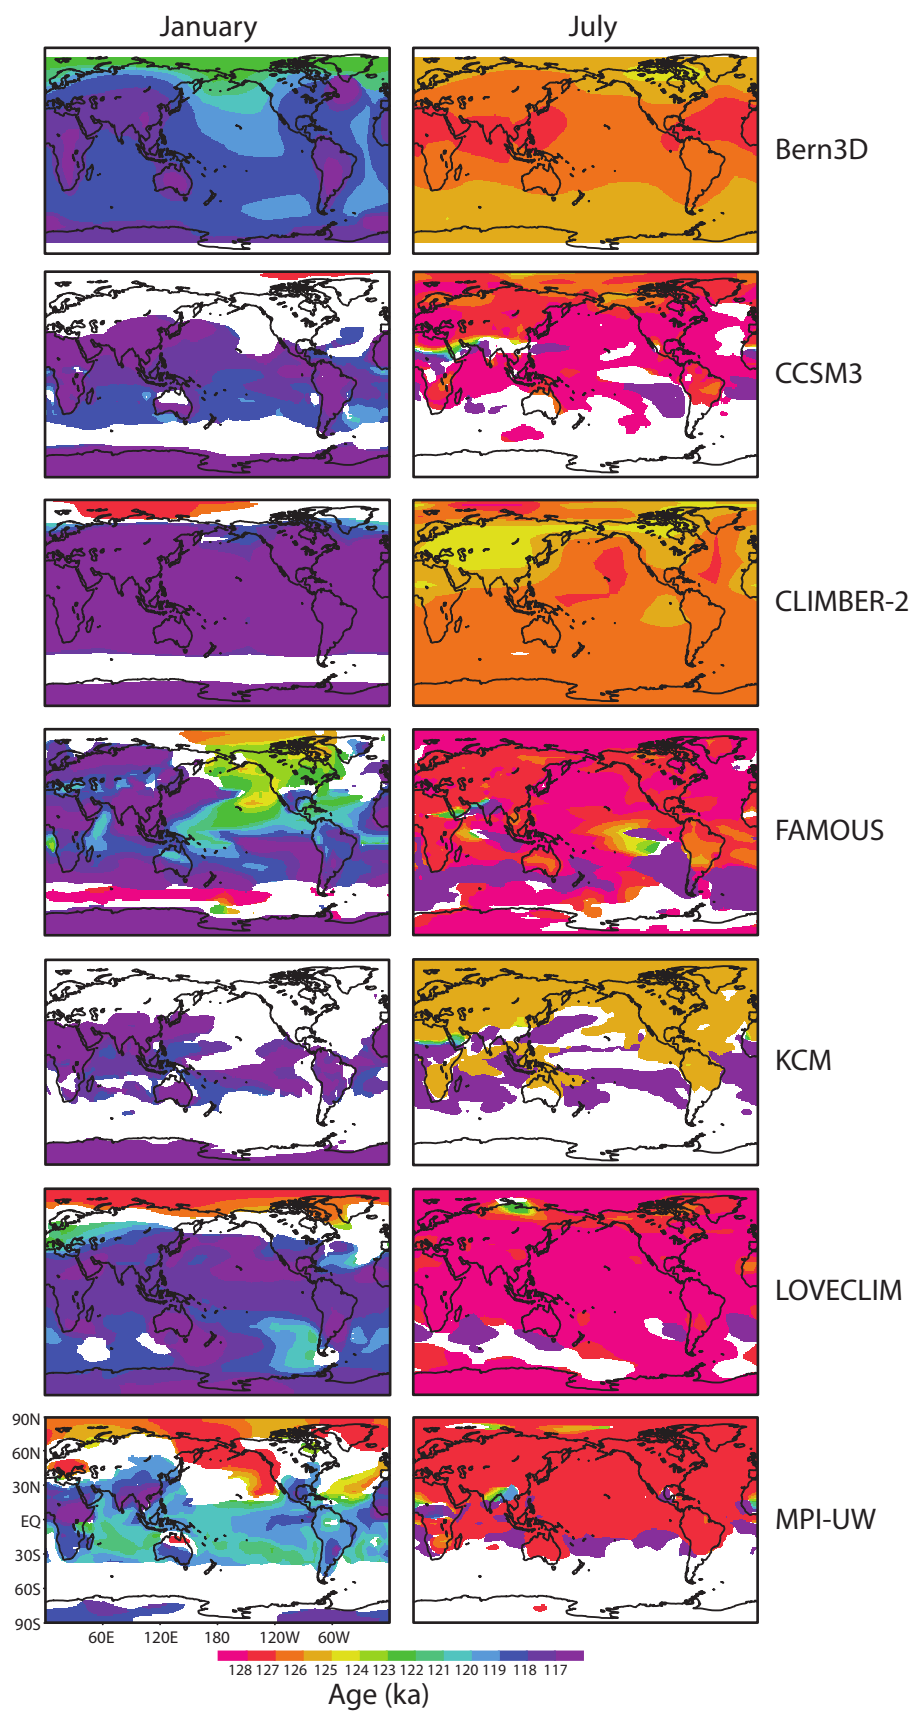 January July
Bern3D
CCSM3
CLIMBER-2
FAMOUS
KCM
LOVECLIM
90N
60N
30N
EQ
30S
60S
90S
MPI-UW
60E 120E 180 120W 60W
128 127 126 125 124 123 122 121 120 119 118 117
Age (ka)